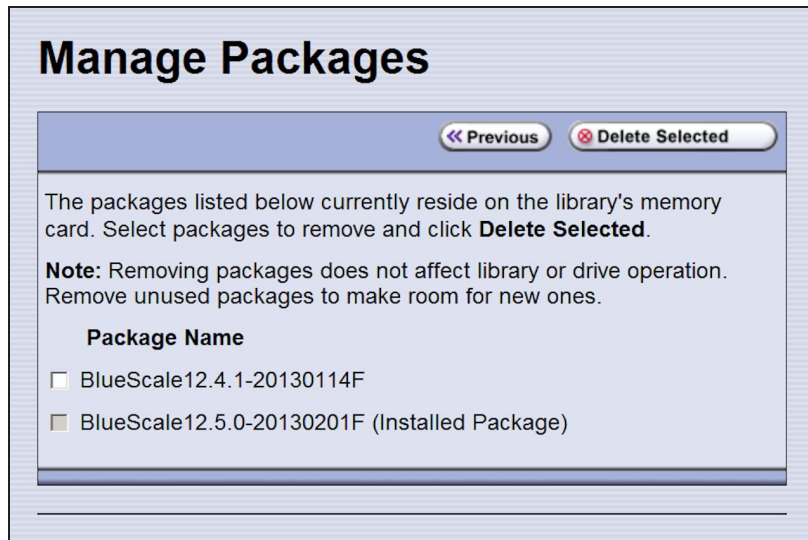 Manage Packages
Previous
Delete Selected
The packages listed below currently reside on the library's memory
card. Select packages to remove and click Delete Selected.
Note: Removing packages does not affect library or drive operation.
Remove unused packages to make room for new ones.
Package Name
BlueScale12.4.1-20130114F
BlueScale12.5.0-20130201F (Installed Package)